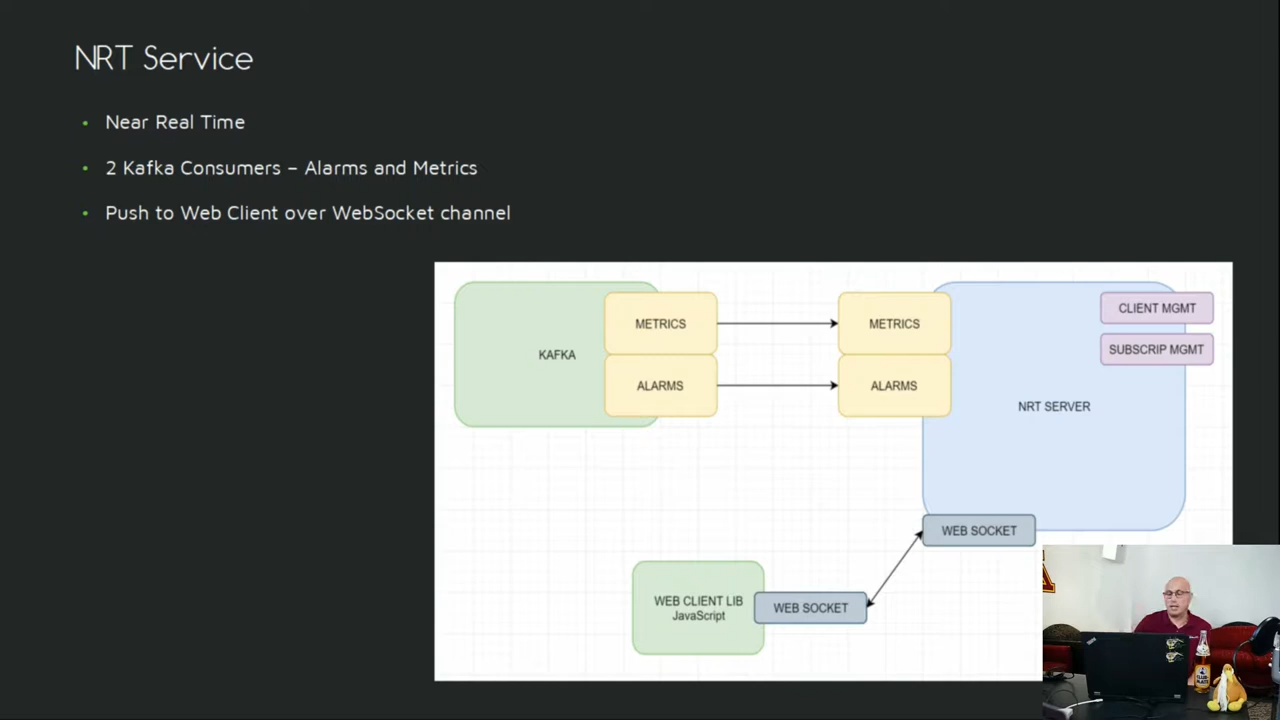 NRT Service
Near Real Time
2 Kafka Consumers – Alarms and Metrics
Push to Web Client over WebSocket channel
KAFKA
METRICS
ALARMS
METRICS
ALARMS
CLIENT MGMT
SUBSCRIP MGMT
NRT SERVER
WEB SOCKET
WEB CLIENT LIB
JavaScript
WEB SOCKET